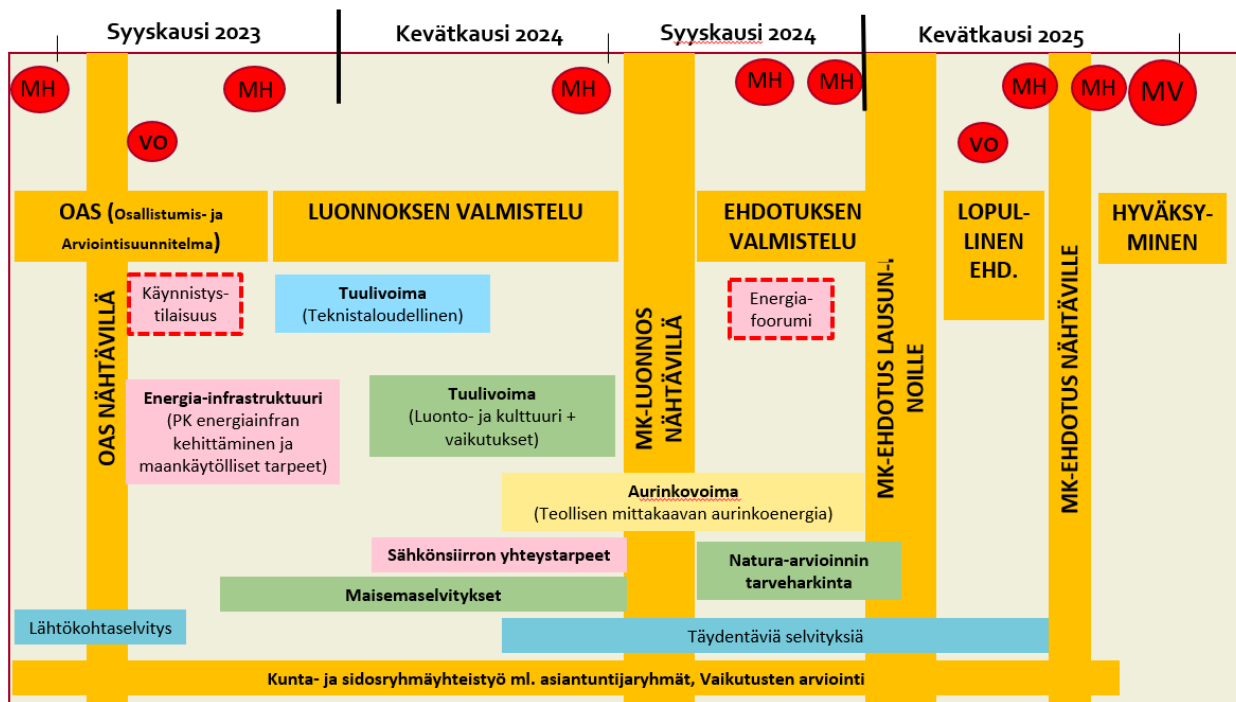 Syyskausi 2023
Kevätkausi 2024
Syyskausi 2024
Kevätkausi 2025
MH
MH
MH
MH
MH
MH
MH
MV
VO
VO
OAS (Osallistumis- ja
Arviointisuunnitelma)
LUONNOKSEN VALMISTELU
EHDOTUKSEN
VALMISTELU
LOPUL-
LINEN
EHD.
HYVÄKSY-
MINEN
OAS NÄHTÄVILLÄ
MK-LUONNOS
NÄHTÄVILLÄ
MK-EHDOTUS LAUSUN-
NOILLE
MK-EHDOTUS NÄHTÄVILLE
Käynnistys-
tilaisuus
Tuulivoima
(Teknistaloudellinen)
Energia-
foorumi
Energia-infrastruktuuri
(PK energiainfran
kehittäminen ja
maankäytölliset tarpeet)
Tuulivoima
(Luonto- ja kulttuuri +
vaikutukset)
Aurinkovoima
(Teollisen mittakaavan aurinkoenergia)
Sähkönsiirron yhteystarpeet
Natura-arvioinnin
tarveharkinta
Maisemaselvitykset
Lähtökohtaselvitys
Täydentäviä selvityksiä
Kunta- ja sidosryhmäyhteistyö ml. asiantuntijaryhmät, Vaikutusten arviointi